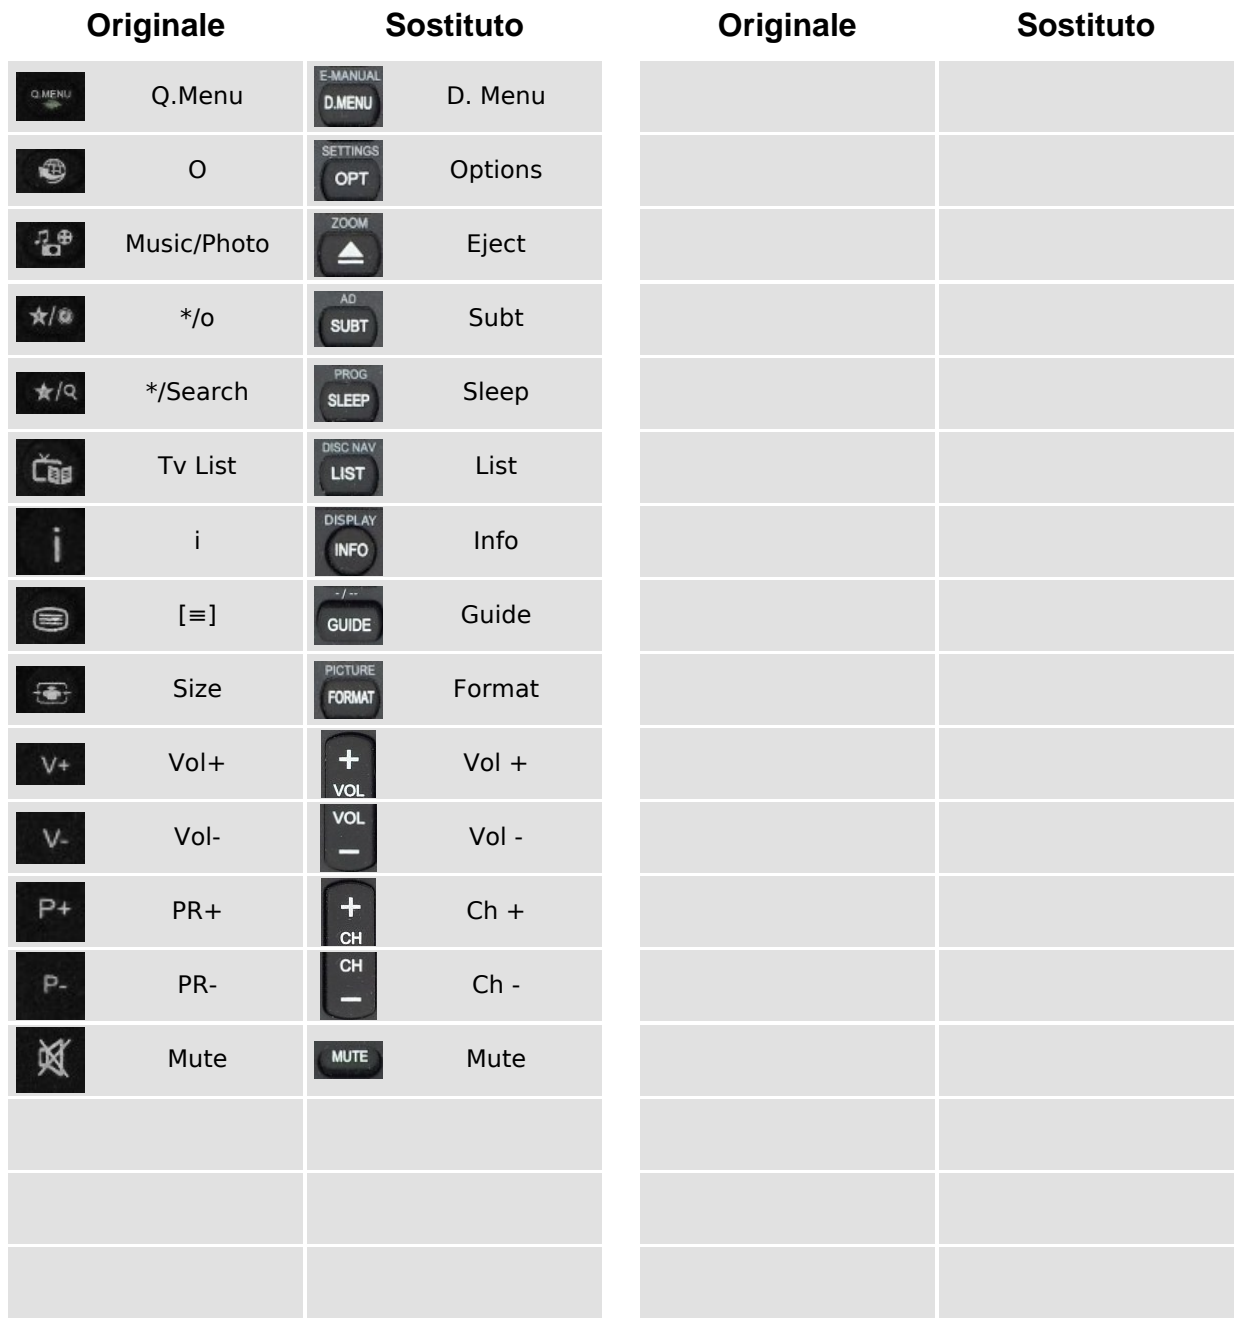 Originale Sostituto Originale Sostituto
Q.MENU Q.Menu E-MANUAL D.MENU D. Menu
O SETTINGS OPT Options
Music/Photo ZOOM Eject
*/o AD SUBT Subt
*/Search PROG SLEEP Sleep
Tv List DISC NAV LIST List
i i DISPLAY INFO Info
[≡] -/-- GUIDE Guide
Size PICTURE FORMAT Format
V+ Vol+ + VOL Vol +
V- Vol- VOL – Vol -
P+ PR+ + CH Ch +
P- PR- CH – Ch -
Mute MUTE Mute